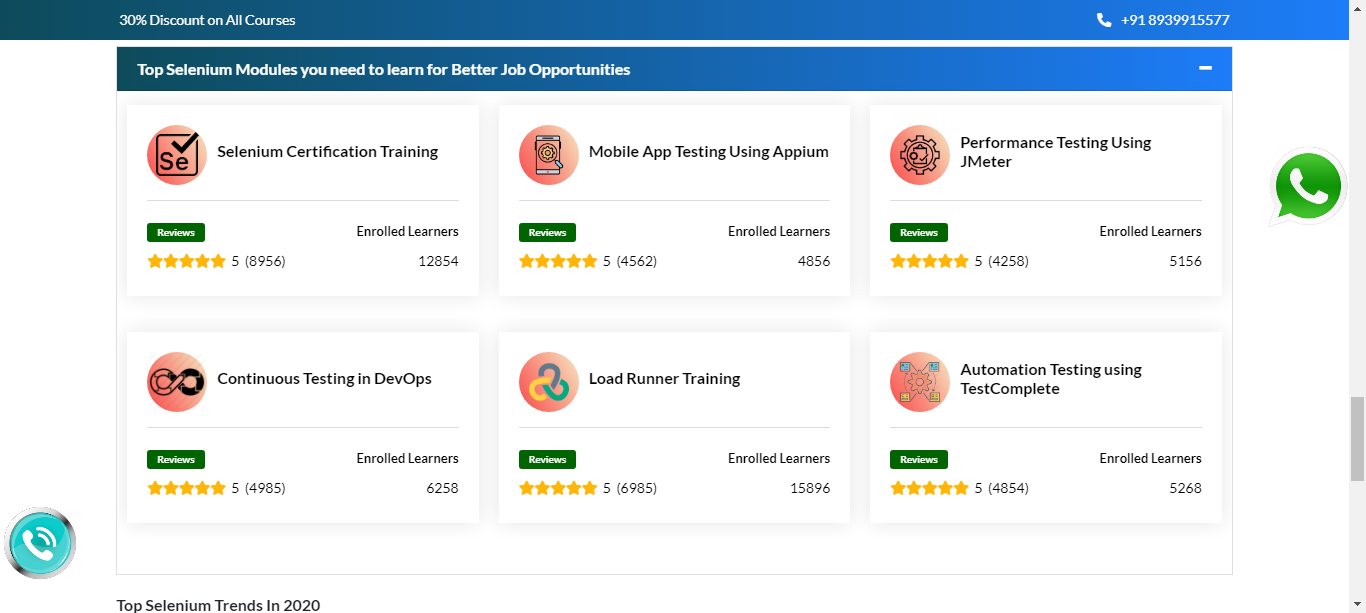 30% Discount on All Courses
+91 8939915577
Top Selenium Modules you need to learn for Better Job Opportunities
Se
Selenium Certification Training
Reviews
Enrolled Learners
5 (8956)
12854
Mobile App Testing Using Appium
Reviews
Enrolled Learners
5 (4562)
4856
Performance Testing Using
JMeter
Reviews
Enrolled Learners
5 (4258)
5156
Continuous Testing in DevOps
Reviews
Enrolled Learners
5 (4985)
6258
Load Runner Training
Reviews
Enrolled Learners
5 (6985)
15896
Automation Testing using
TestComplete
Reviews
Enrolled Learners
5 (4854)
5268
Top Selenium Trends In 2020